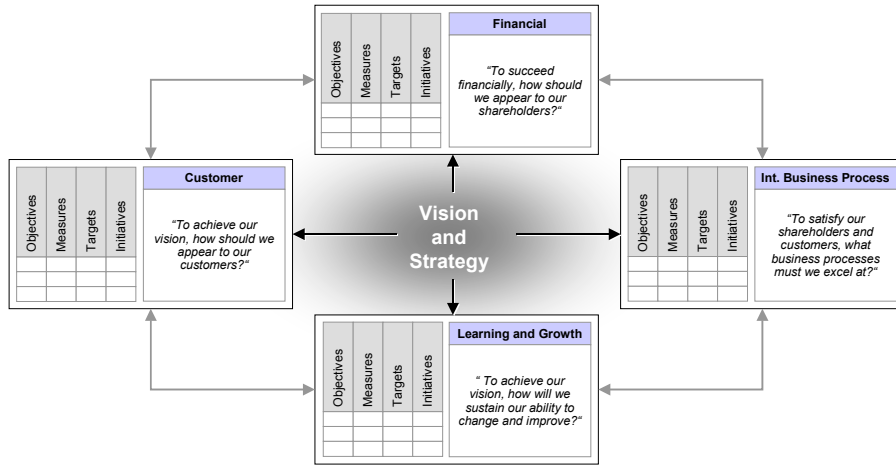 Financial
Objectives
Measures
Targets
Initiatives
“To succeed
financially, how should
we appear to our
shareholders?“
Customer
Objectives
Measures
Targets
Initiatives
“To achieve our
vision, how should we
appear to our
customers?“
Vision
and
Strategy
Int. Business Process
Objectives
Measures
Targets
Initiatives
“To satisfy our
shareholders and
customers, what
business processes
must we excel at?“
Learning and Growth
Objectives
Measures
Targets
Initiatives
“ To achieve our
vision, how will we
sustain our ability to
change and improve?“